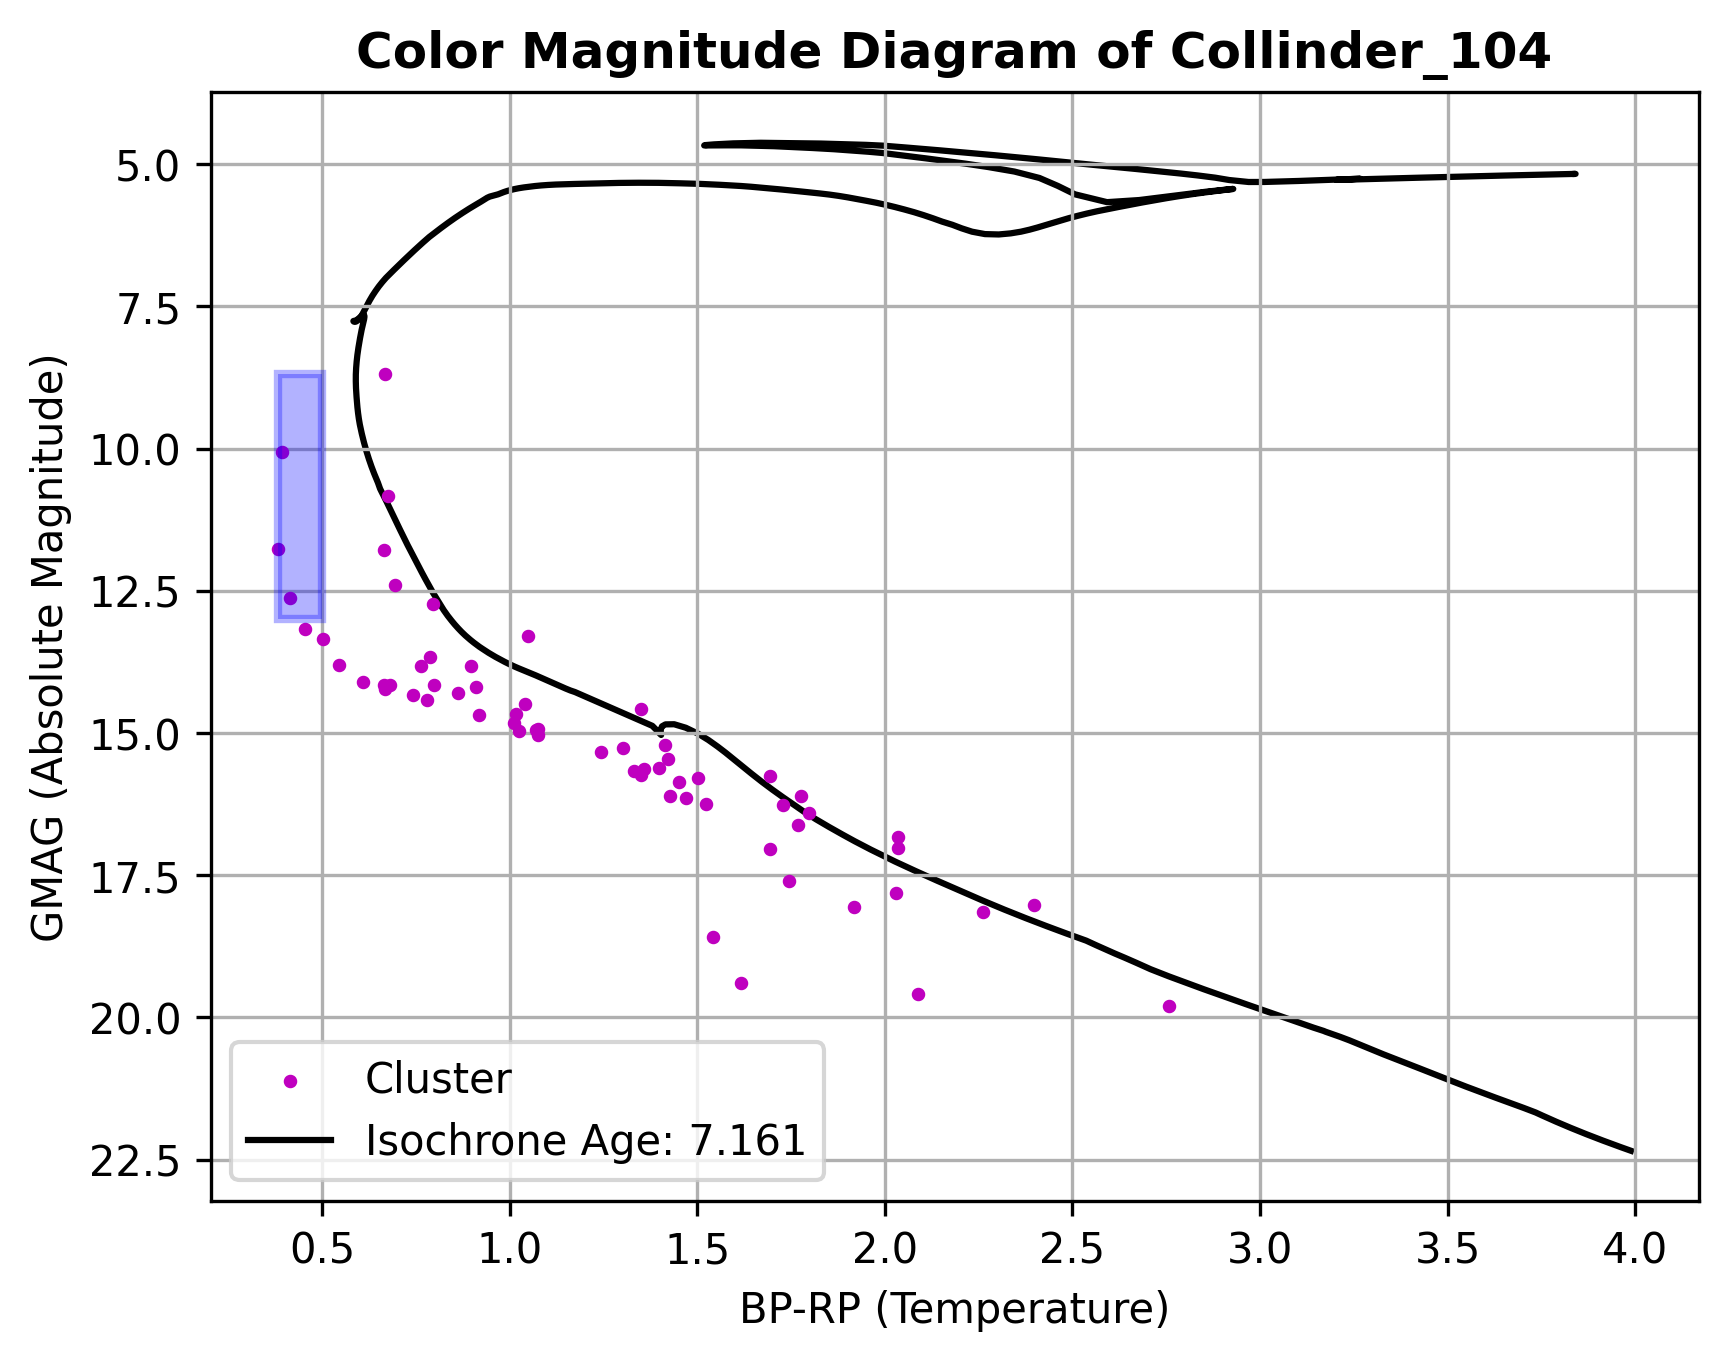 Color Magnitude Diagram of Collinder_104
GMAG (Absolute Magnitude)
5.0
7.5
10.0
12.5
15.0
17.5
20.0
22.5
Cluster
Isochrone Age: 7.161
0.5 1.0 1.5 2.0 2.5 3.0 3.5 4.0
BP-RP (Temperature)